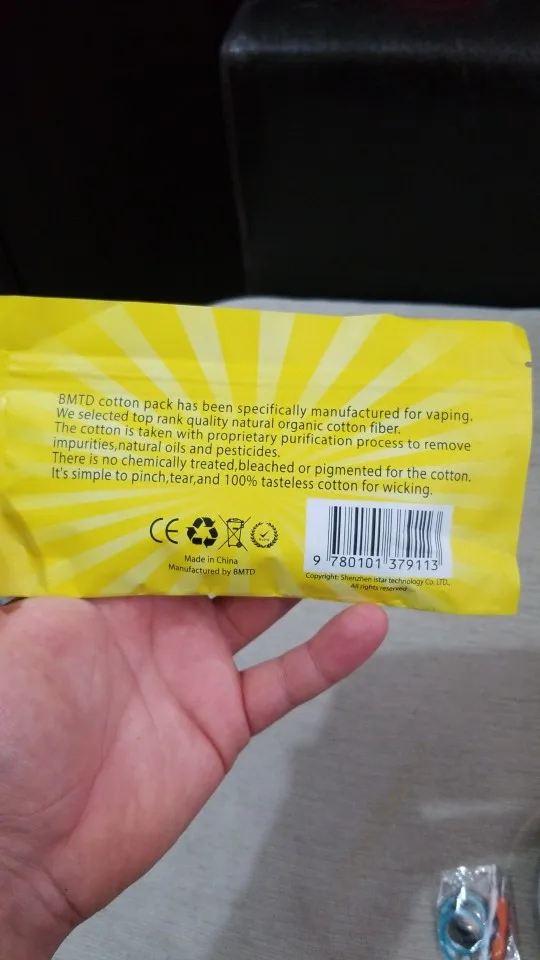 BMTD cotton pack has been specifically manufactured for vaping.
We selected top rank quality natural organic cotton fiber.
The cotton is taken with proprietary purification process to remove
impurities,natural oils and pesticides.
There is no chemically treated,bleached or pigmented for the cotton.
It's simple to pinch,tear,and 100% tasteless cotton for wicking.
CE
Made in China
Manufactured by BMTD
9 780101 379113
Copyright: Shenzhen istar technology Co. LTD.,
All rights reserved